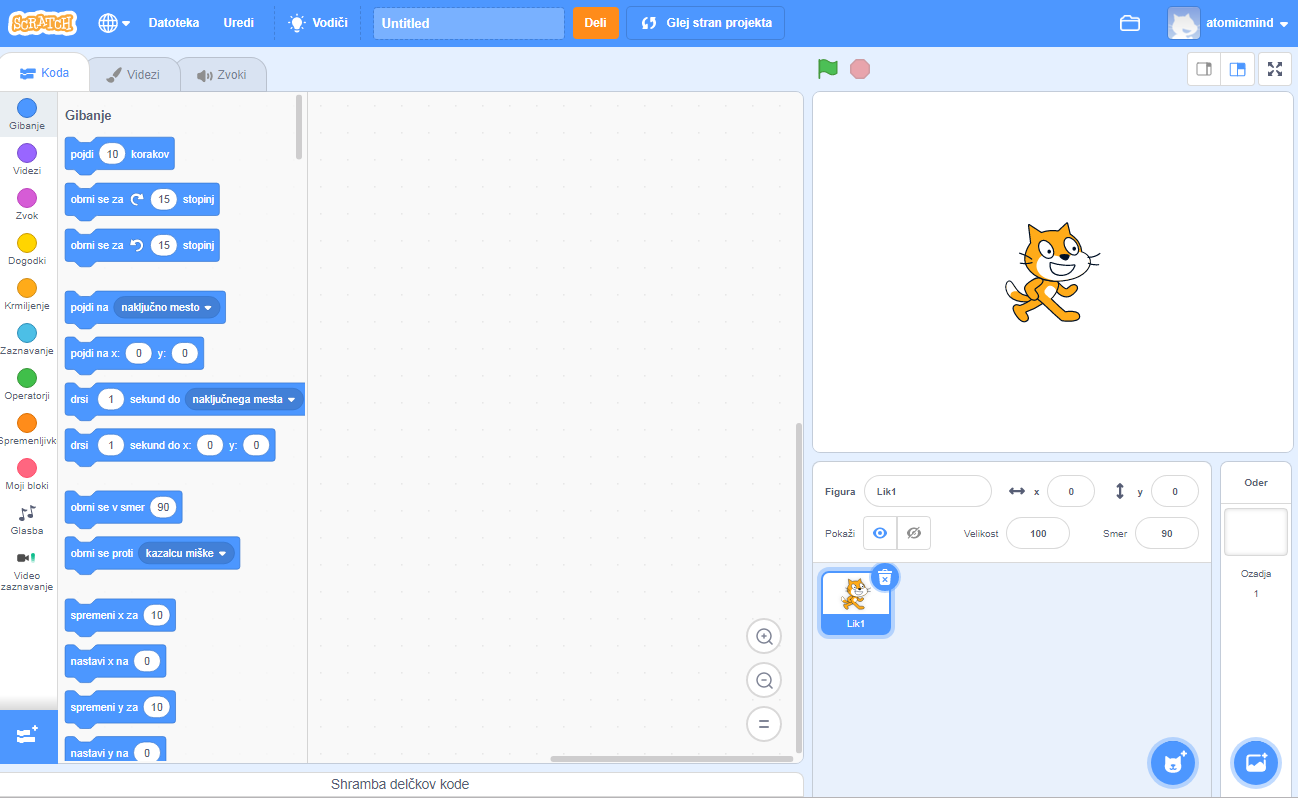 SCRATCH Datoteka Uredi Vodiči Untitled Deli Glej stran projekta atomicmind
Koda Videzi Zvoki
Gibanje
Videzi
Zvok
Dogodki
Krmiljenje
Zaznavanje
Operatorji
Spremenljivk
Moji bloki
Glasba
Video
zaznavanje
Gibanje
pojdi 10 korakov
obrni se za 15 stopinj
obrni se za 15 stopinj
pojdi na naključno mesto
pojdi na x: 0 y: 0
drsi 1 sekund do naključnega mesta
drsi 1 sekund do x: 0 y: 0
obrni se v smer 90
obrni se proti kazalcu miške
spremeni x za 10
nastavi x na 0
spremeni y za 10
nastavi y na 0
Shramba delčkov kode
Figura Lik1 x 0 y 0
Pokaži Velikost 100 Smer 90
Lik1
Oder
Ozadja
1